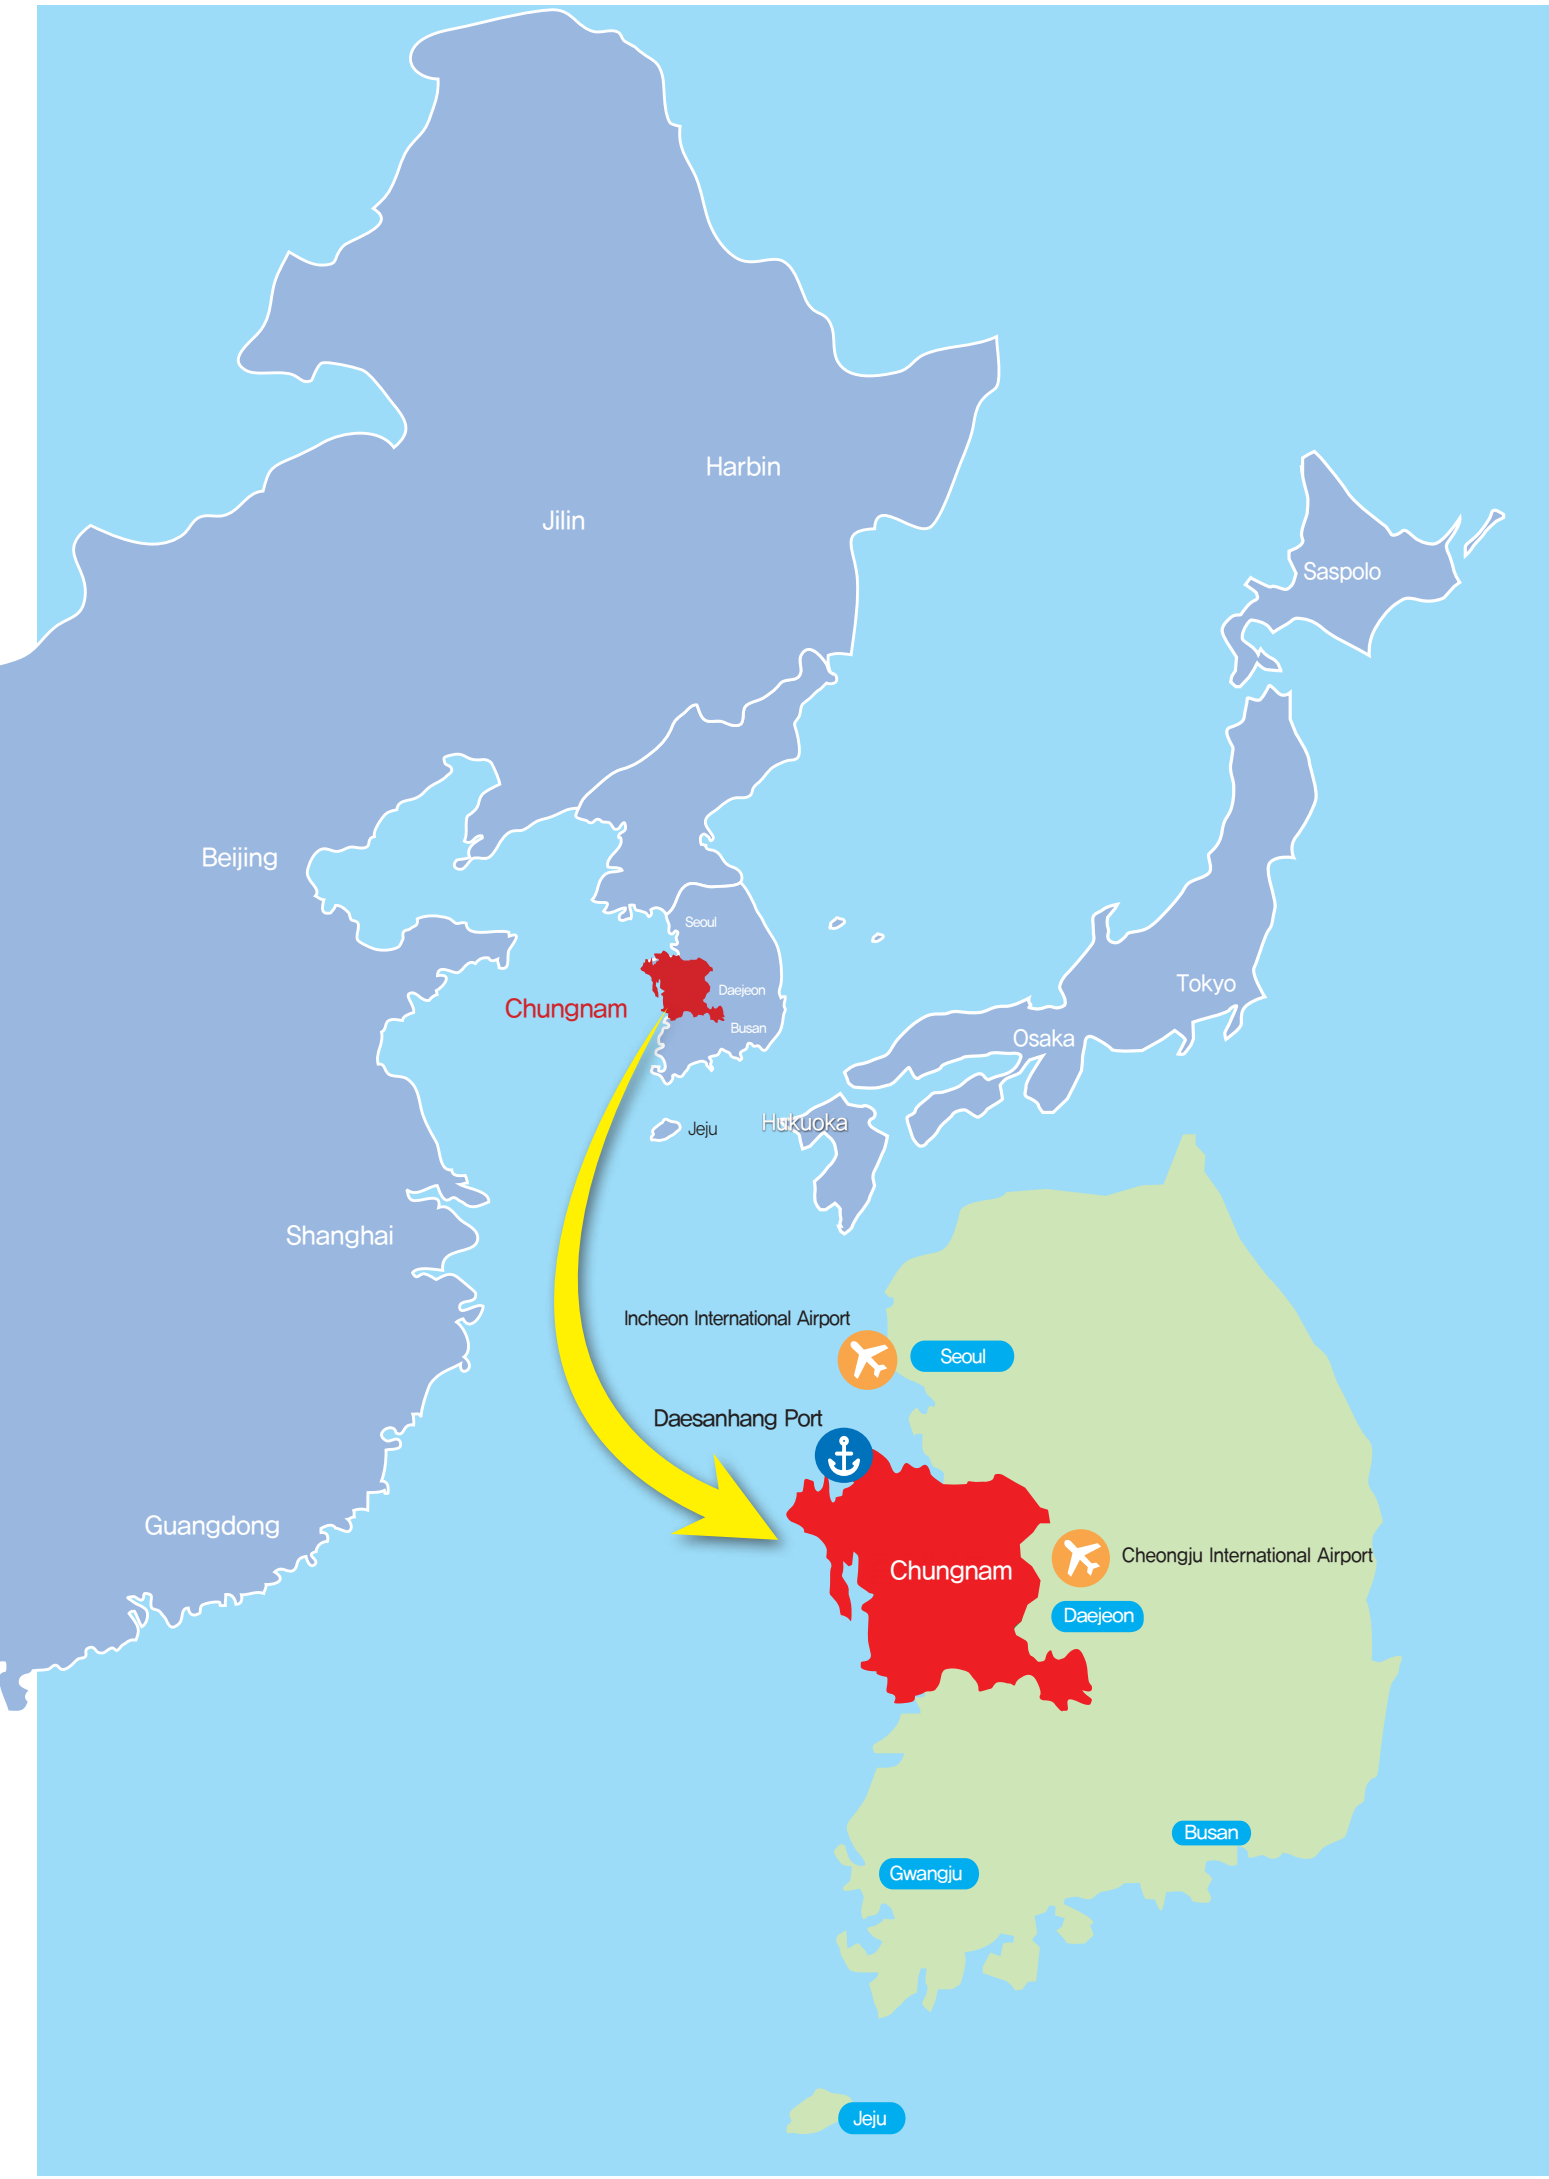 Harbin
Jilin
Saspolo
Beijing
Seoul
Tokyo
Daejeon
Chungnam
Busan
Osaka
Hukuoka
Jeju
Shanghai
Incheon International Airport
Seoul
Daesanhang Port
Guangdong
Cheongju International Airport
Chungnam
Daejeon
Busan
Gwangju
Jeju